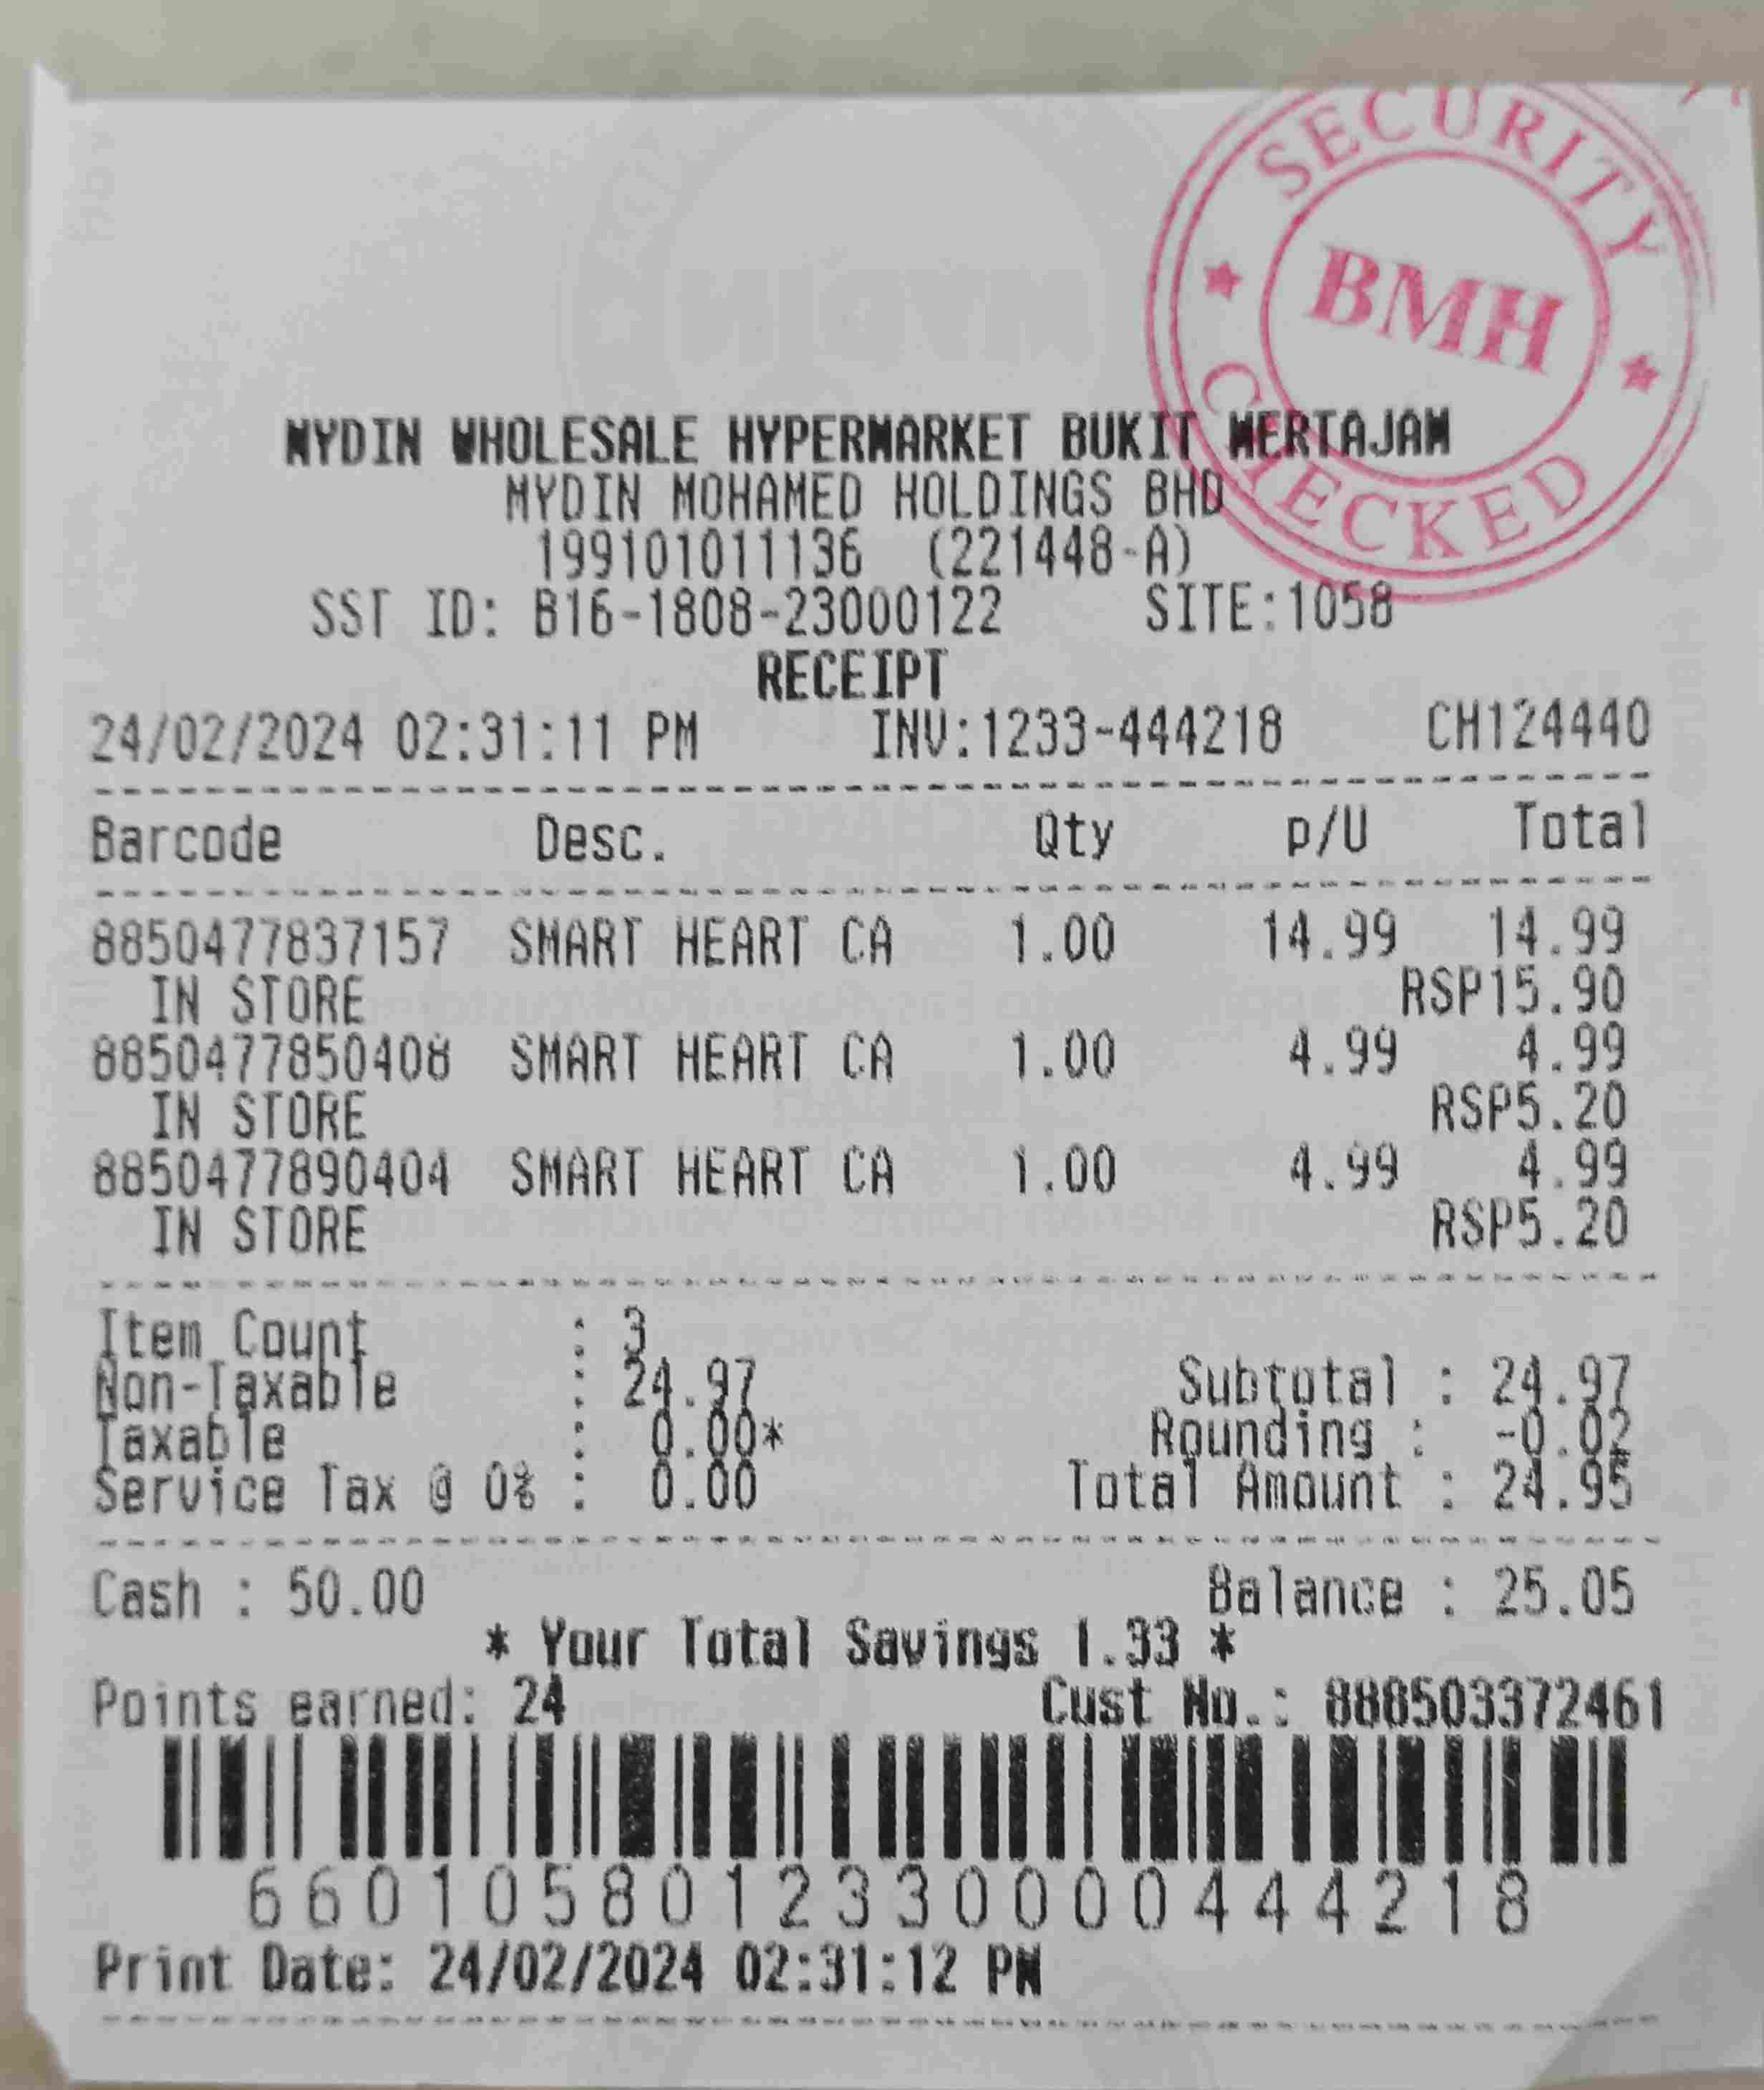 SECURITY
BMH
CHECKED
MYDIN WHOLESALE HYPERMARKET BUKIT MERTAJAM
MYDIN MOHAMED HOLDINGS BHD
199101011136 (221448-A)
SST ID: B16-1808-23000122 SITE:1058
RECEIPT
24/02/2024 02:31:11 PM INV:1233-444218 CH124440
Barcode Desc. Qty p/U Total
8850477837157 SMART HEART CA 1.00 14.99 14.99
IN STORE RSP15.90
8850477850408 SMART HEART CA 1.00 4.99 4.99
IN STORE RSP5.20
8850477890404 SMART HEART CA 1.00 4.99 4.99
IN STORE RSP5.20
Item Count : 3
Non-Taxable : 24.97 Subtotal : 24.97
Taxable : 0.00* Rounding : -0.02
Service Tax @ 0% : 0.00 Total Amount : 24.95
Cash : 50.00 Balance : 25.05
* Your Total Savings 1.33 *
Points earned: 24 Cust No.: 888503372461
6601058012330000444218
Print Date: 24/02/2024 02:31:12 PM